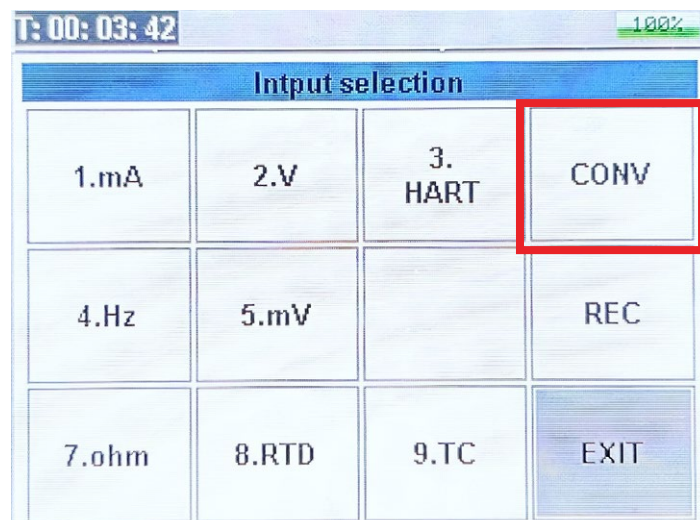 T: 00: 03: 42
100%
Intput selection
1.mA
2.V
3.
HART
CONV
4.Hz
5.mV
REC
7.ohm
8.RTD
9.TC
EXIT